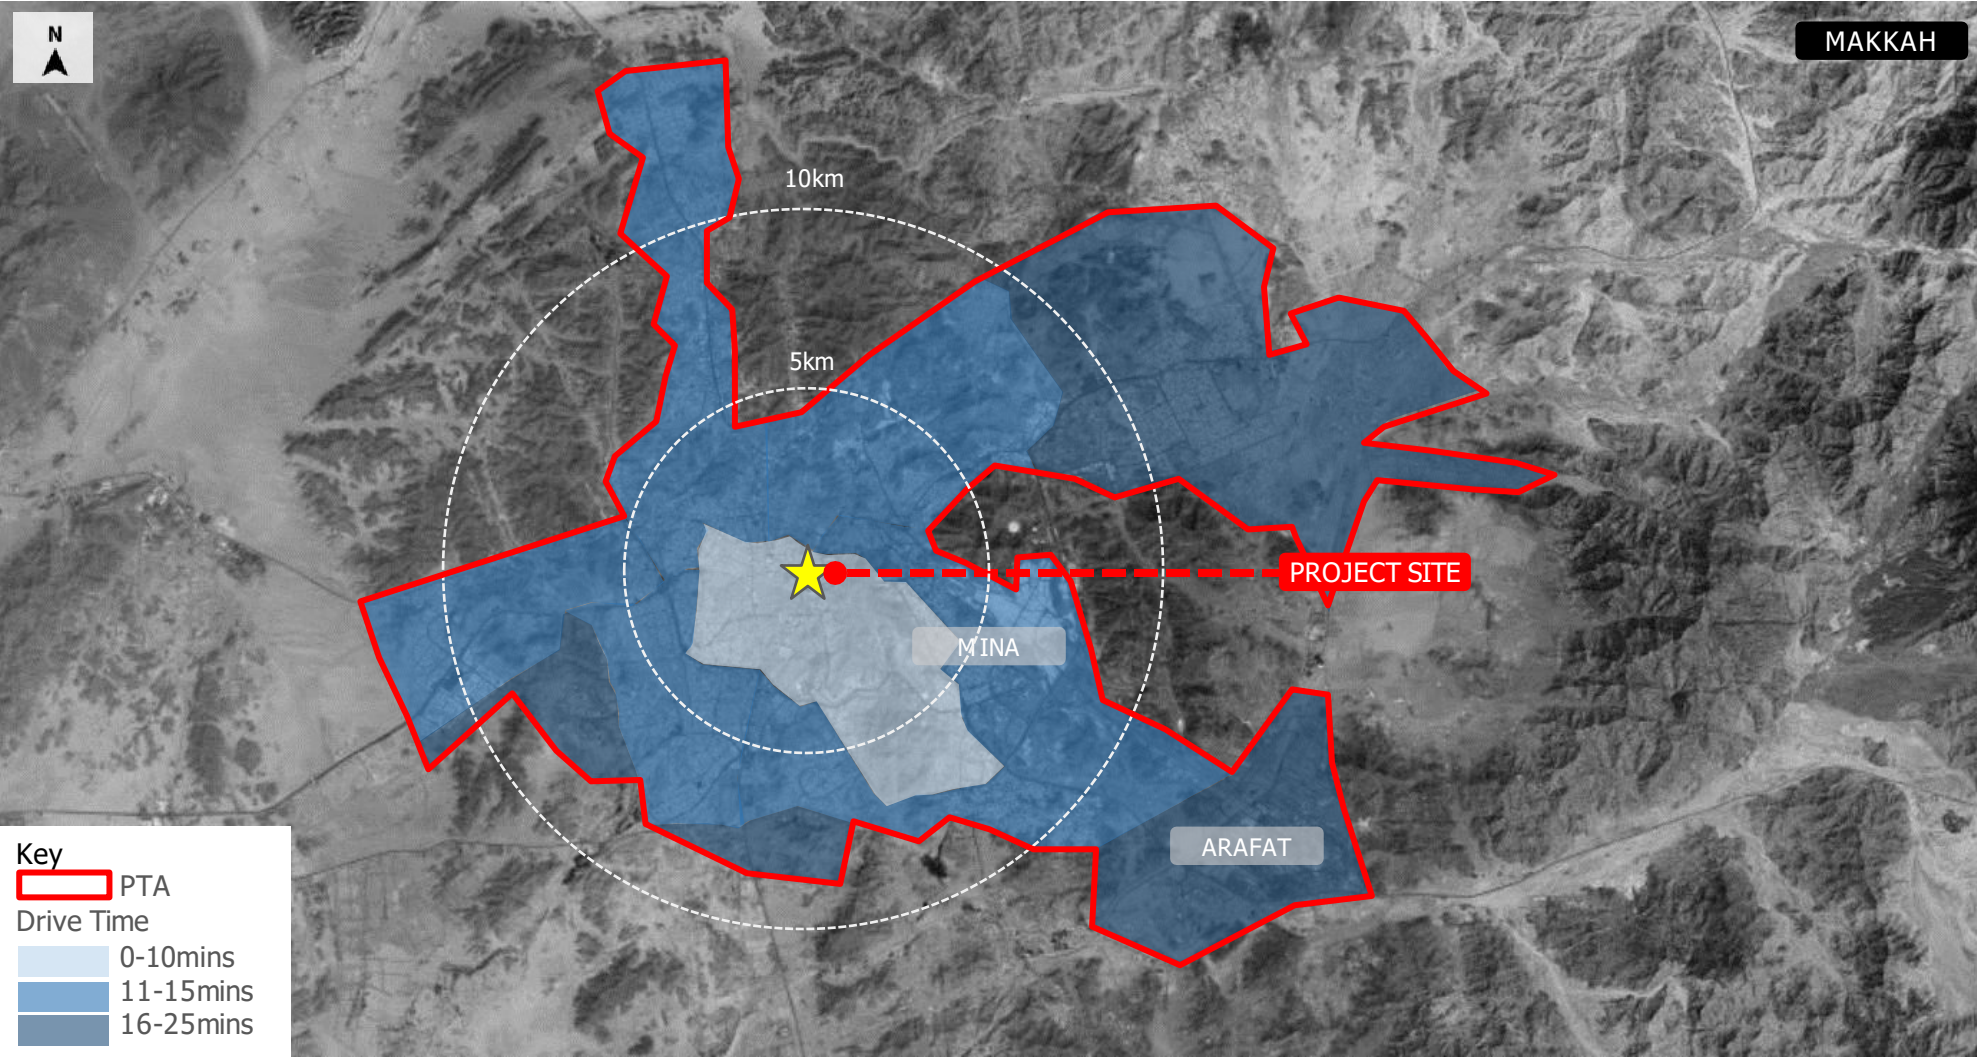 N
MAKKAH
10km
5km
PROJECT SITE
MINA
ARAFAT
Key
PTA
Drive Time
0-10mins
11-15mins
16-25mins